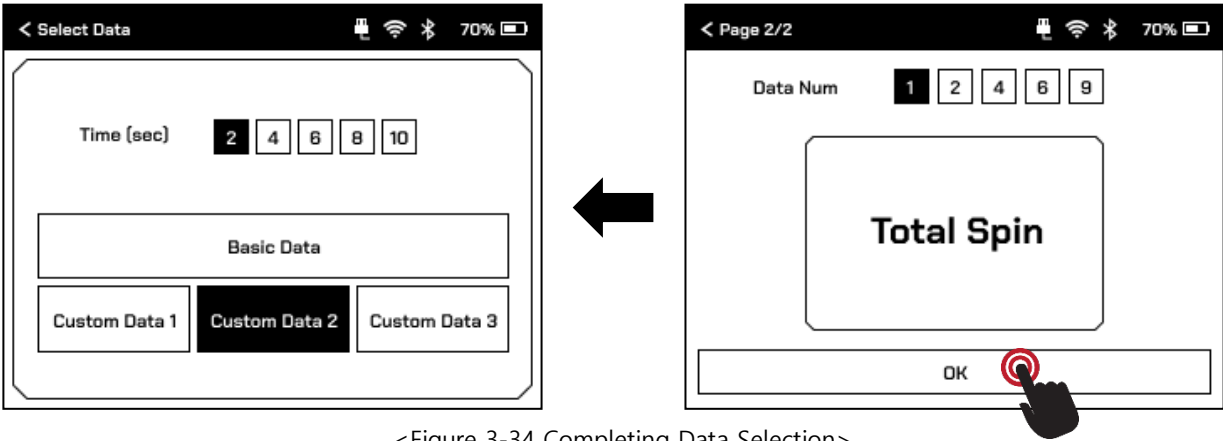 < Select Data 70%
Time (sec) 2 4 6 8 10
Basic Data
Custom Data 1 Custom Data 2 Custom Data 3
< Page 2/2 70%
Data Num 1 2 4 6 9
Total Spin
OK
<Figure 3-34 Completing Data Selection>